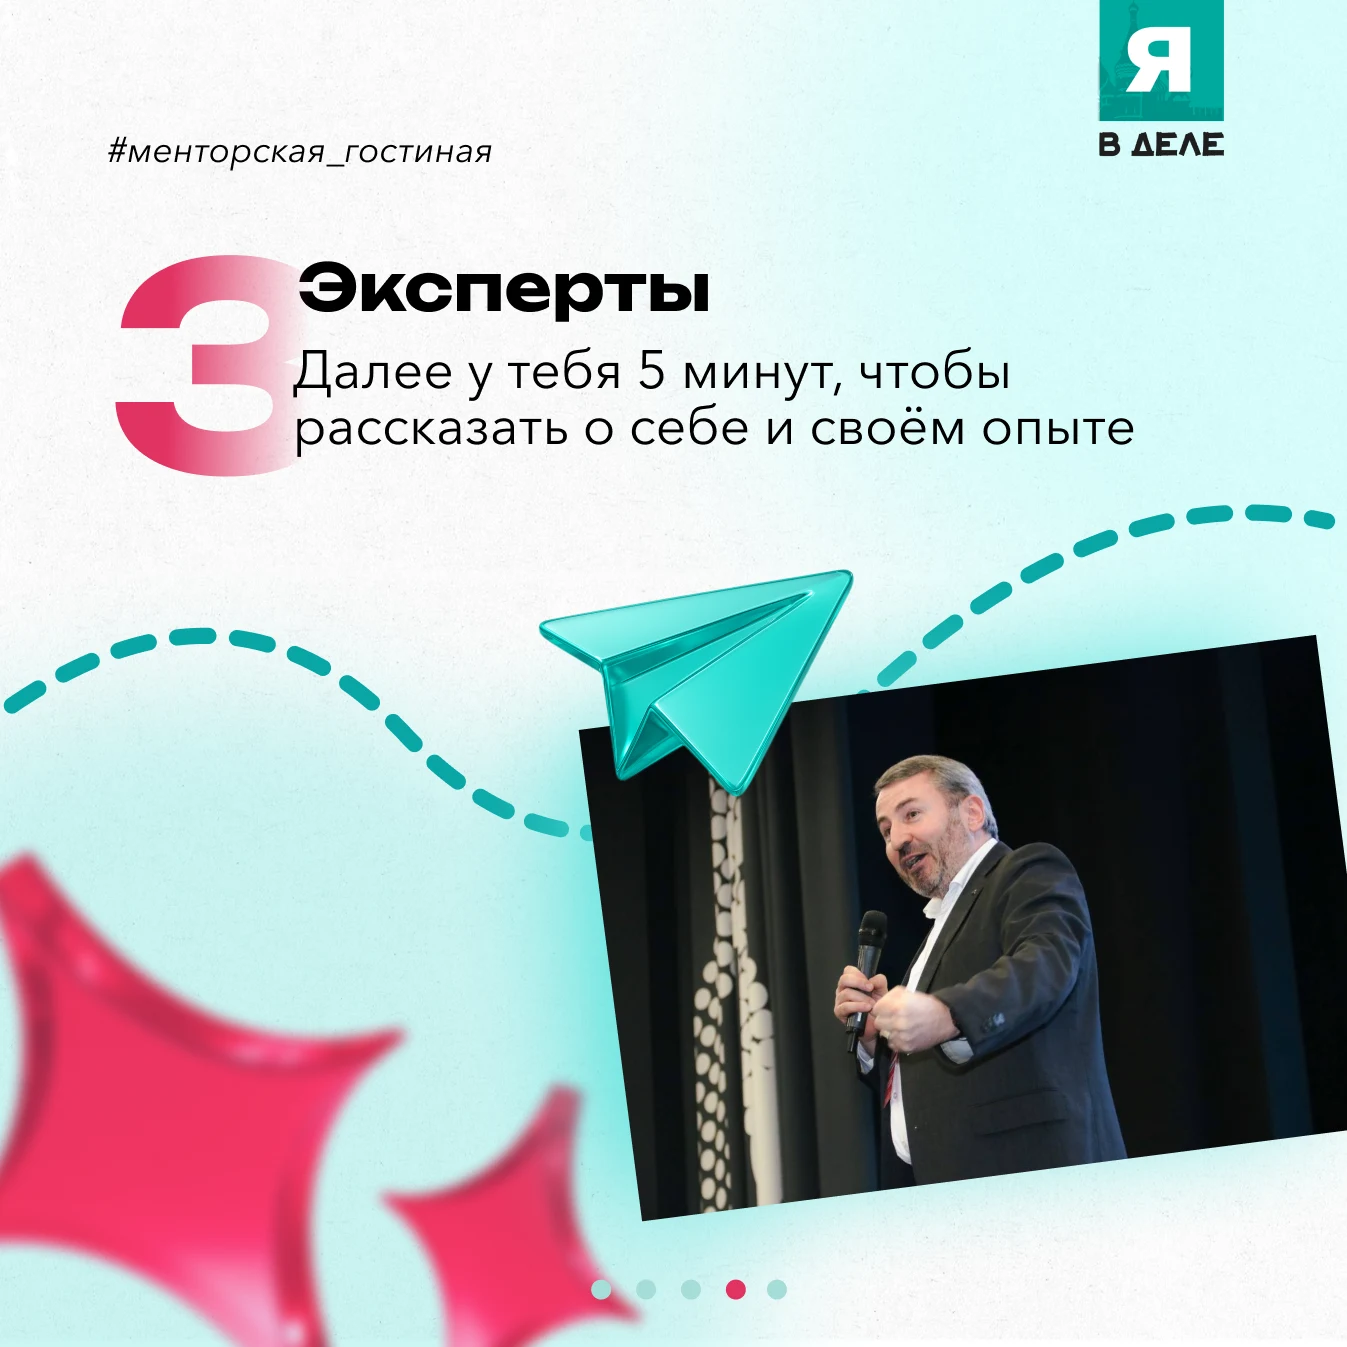 Я
В ДЕЛЕ
#менторская_гостиная
3
Эксперты
Далее у тебя 5 минут, чтобы
рассказать о себе и своём опыте